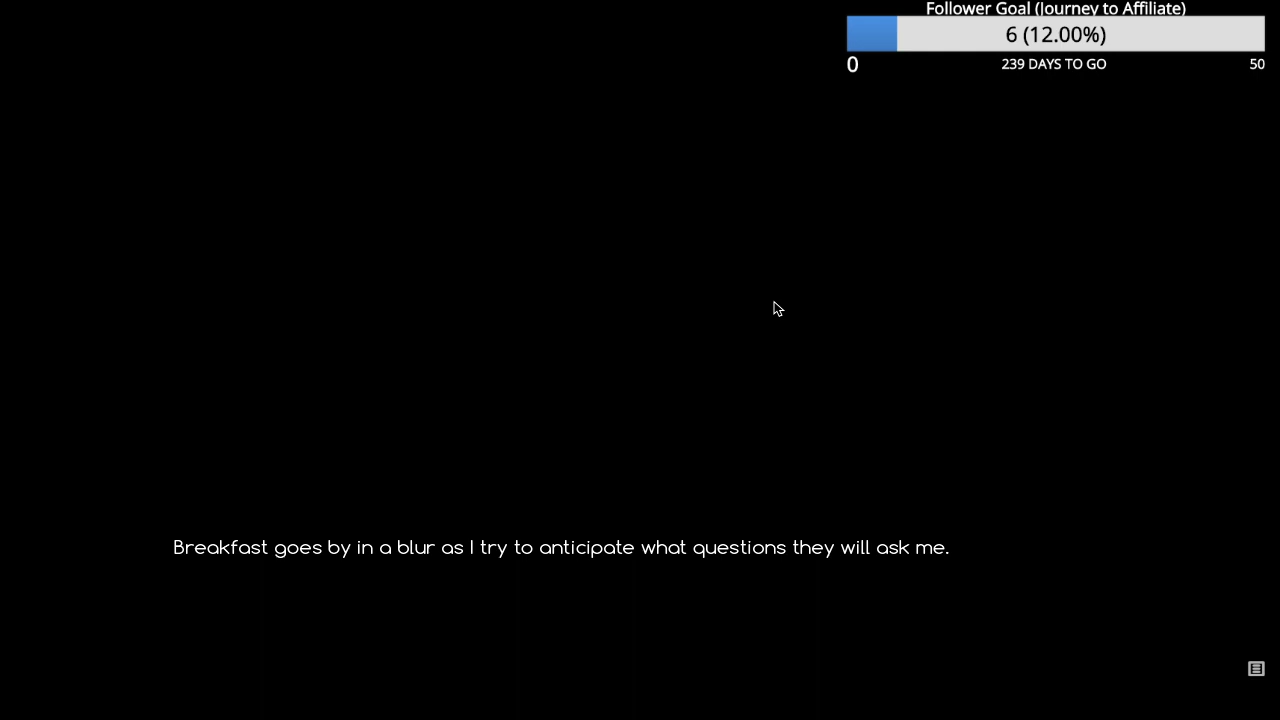 Follower Goal (Journey to Affiliate)
6 (12.00%)
0 239 DAYS TO GO 50
Breakfast goes by in a blur as I try to anticipate what questions they will ask me.